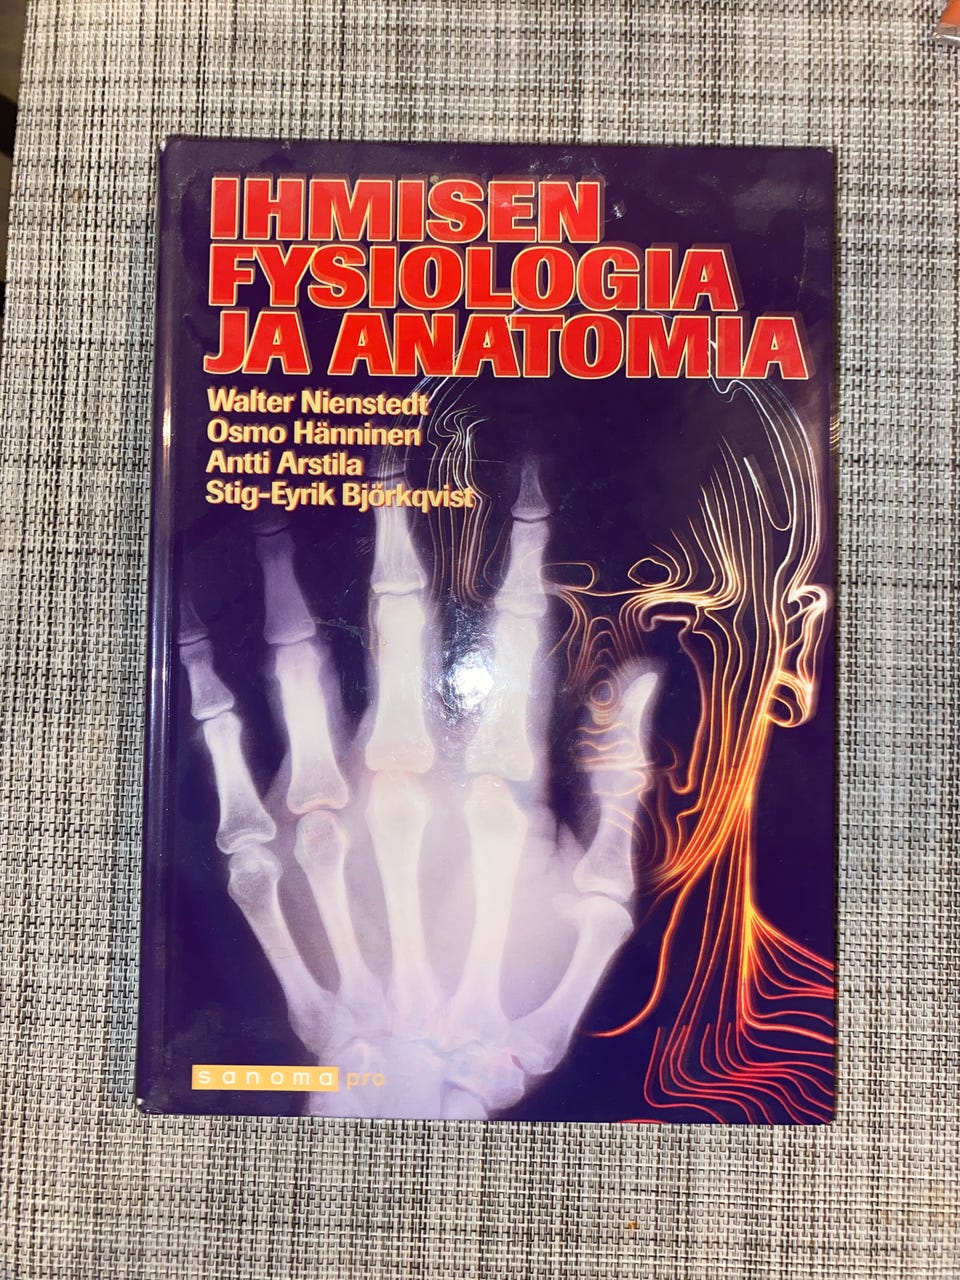 IHMISEN
FYSIOLOGIA
JA ANATOMIA
Walter Nienstedt
Osmo Hänninen
Antti Arstila
Stig-Eyrik Björkqvist
sanoma pro